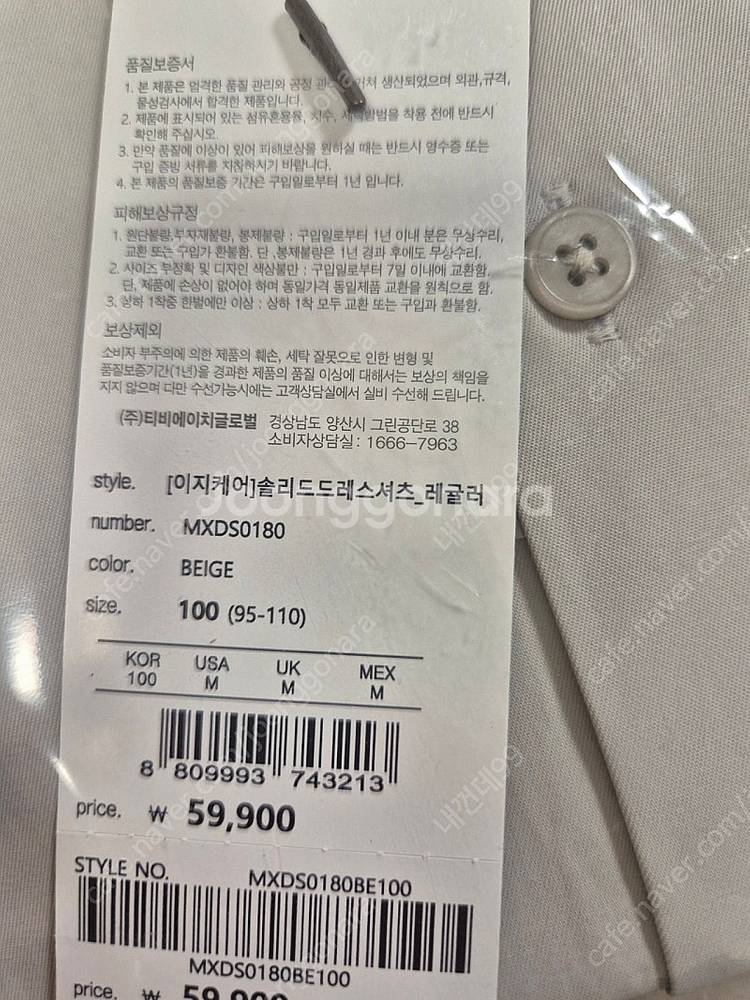 품질보증서
1. 본 제품은 엄격한 품질 관리와 공정 관 거쳐 생산되었으며 외관,규격,
물성검사에서 합격한 제품입니다.
2. 제품에 표시되어 있는 섬유혼용율, 치수, 세탁방법을 착용 전에 반드시
확인해 주십시오.
3. 만약 품질에 이상이 있어 피해보상을 원하실 때는 반드시 영수증 또는
구입 증빙 서류를 지참하시기 바랍니다.
4. 본 제품의 품질보증 기간은 구입일로부터 1년 입니다.
피해보상규정
1. 원단불량,부자재불량, 봉제불량 : 구입일로부터 1년 이내 분은 무상수리,
교환 또는 구입가 환불함. 단 ,봉제불량은 1년 경과 후에도 무상수리.
2. 사이즈 부정확 및 디자인 색상불만 : 구입일로부터 7일 이내에 교환함.
단, 제품에 손상이 없어야 하며 동일가격 동일제품 교환을 원칙으로 함.
3. 상하 1착중 한벌에만 이상 : 상하 1착 모두 교환 또는 구입과 환불함.
보상제외
소비자 부주의에 의한 제품의 훼손, 세탁 잘못으로 인한 변형 및
품질보증기간(1년)을 경과한 제품의 품질 이상에 대해서는 보상의 책임을
지지 않으며 다만 수선가능시에는 고객상담실에서 실비 수선해 드립니다.
(주)티비에이치글로벌 경상남도 양산시 그린공단로 38
소비자상담실: 1666-7963
style. [이지케어]솔리드드레스셔츠_레귤러
joonggonara
number. MXDS0180
color. BEIGE
size. 100 (95-110)
KOR USA UK MEX
100 M M M
8 809993 743213
price. ₩ 59,900
STYLE NO. MXDS0180BE100
MXDS0180BE100
price. ₩ 59,900
내껀데99
cafe.naver.com/joonggonara